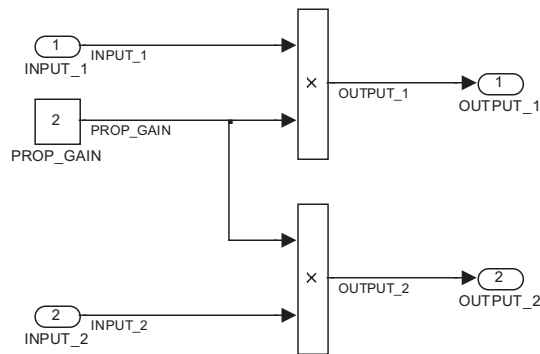 1
INPUT_1
INPUT_1
×
OUTPUT_1
1
OUTPUT_1
2
PROP_GAIN
PROP_GAIN
×
OUTPUT_2
2
OUTPUT_2
2
INPUT_2
INPUT_2